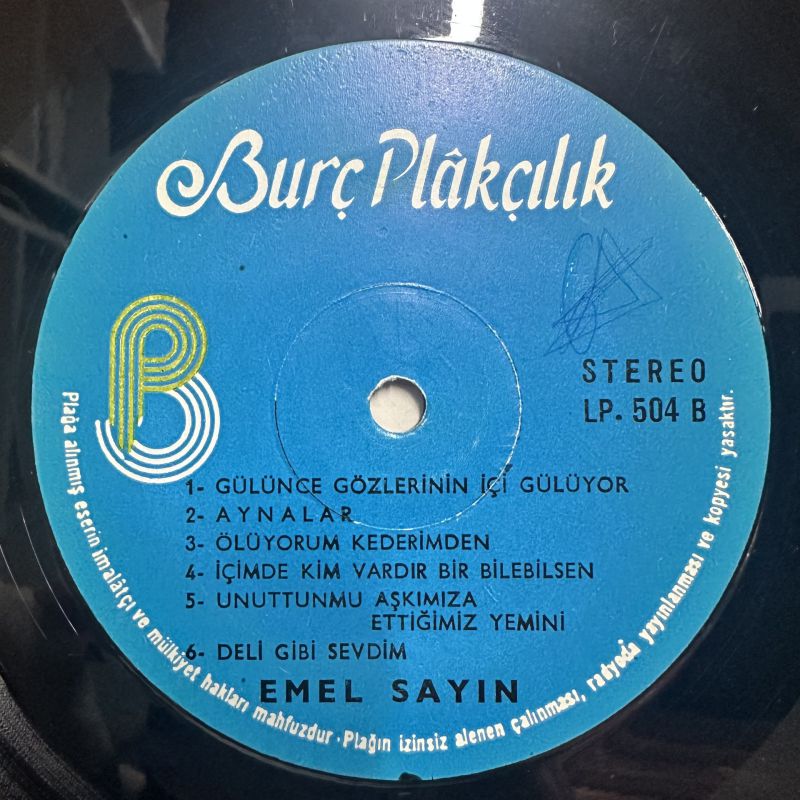 Burç Plâkçılık
STEREO
LP. 504 B
1- GÜLÜNCE GÖZLERİNİN İÇİ GÜLÜYOR
2- AYNALAR
3- ÖLÜYORUM KEDERİMDEN
4- İÇİMDE KİM VARDIR BİR BİLEBİLSEN
5- UNUTTUNMU AŞKIMIZA
ETTİĞİMİZ YEMİNİ
6- DELİ GİBİ SEVDİM
EMEL SAYIN
Plağa alınmış eserin imalâtçı ve mülkiyet hakları mahfuzdur. Plağın izinsiz alenen çalınması, radyoda yayınlanması ve kopyesi yasaktır.